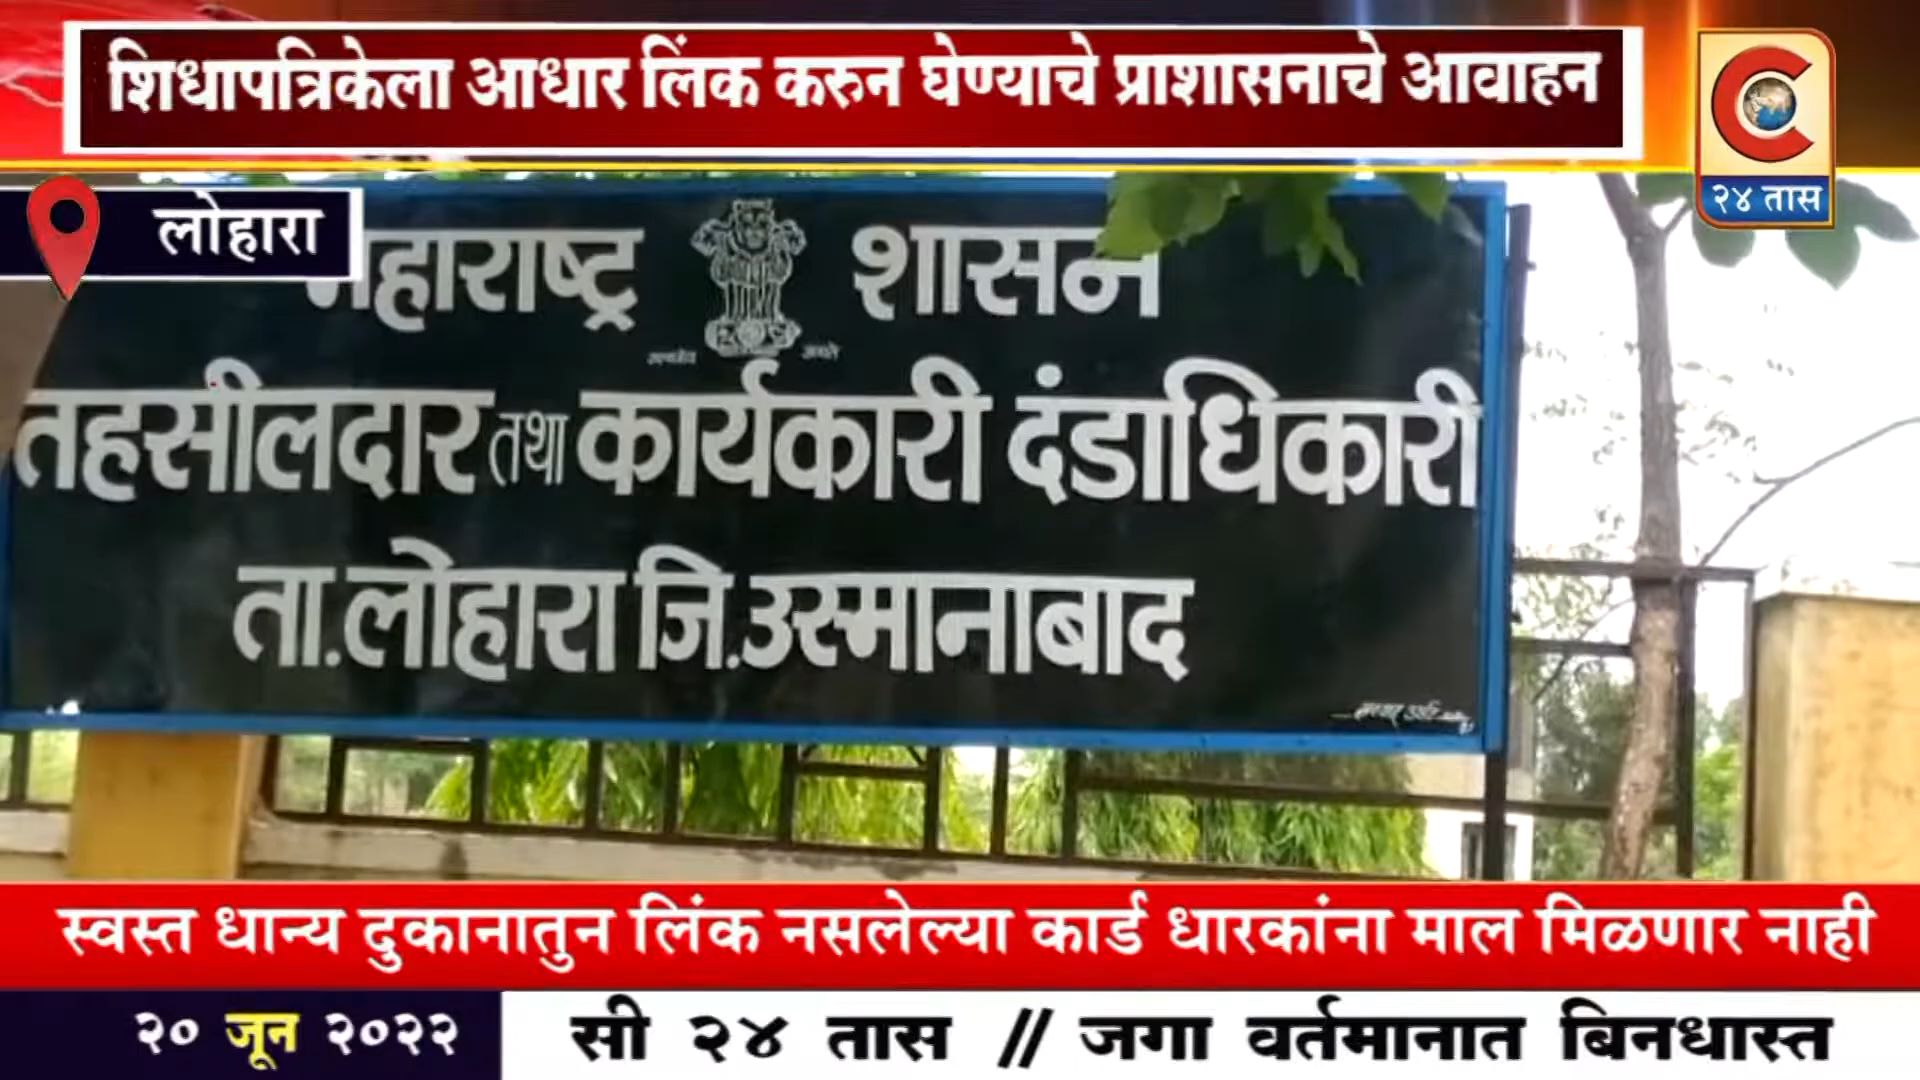 शिधापत्रिकेला आधार लिंक करुन घेण्याचे प्राशासनाचे आवाहन
२४ तास
लोहारा
महाराष्ट्र शासन
तहसीलदार तथा कार्यकारी दंडाधिकारी
ता.लोहारा जि.उस्मानाबाद
स्वस्त धान्य दुकानातुन लिंक नसलेल्या कार्ड धारकांना माल मिळणार नाही
२० जून २०२२
सी २४ तास // जगा वर्तमानात बिनधास्त